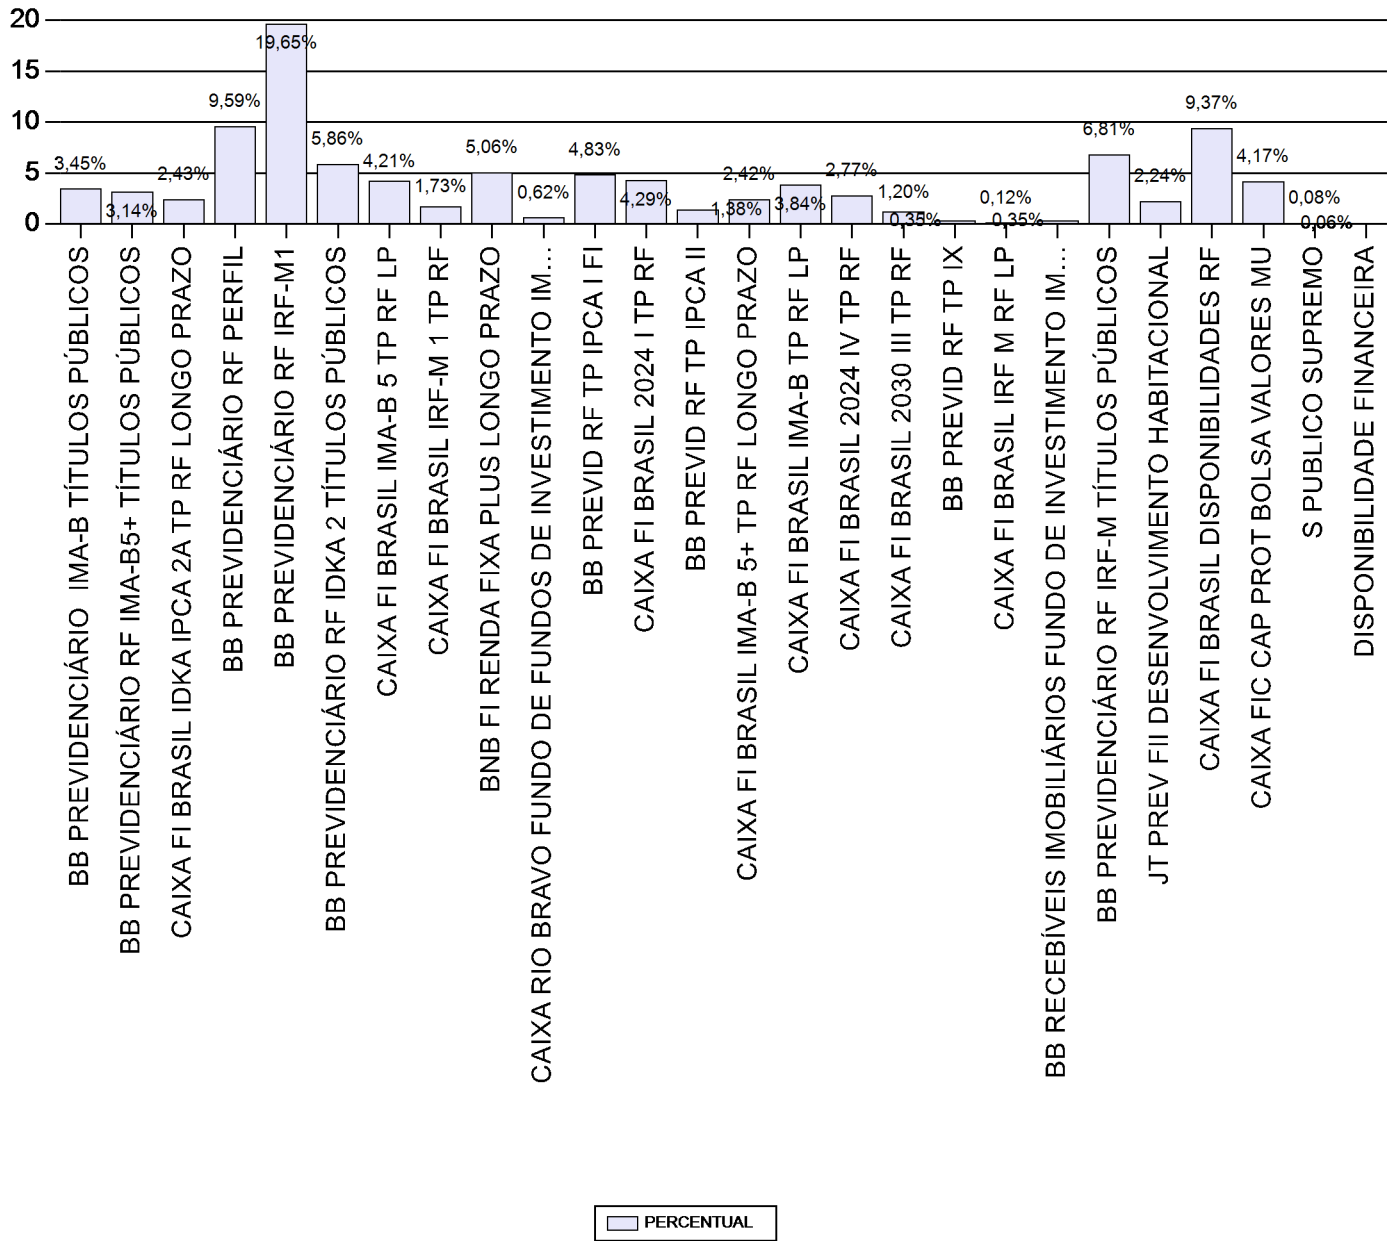 20
15
10
5
0
3,45%
3,14%
2,43%
9,59%
19,65%
5,86%
4,21%
1,73%
5,06%
0,62%
4,83%
4,29%
1,38%
2,42%
3,84%
2,77%
1,20%
0,35%
0,12%
0,35%
6,81%
2,24%
9,37%
4,17%
0,08%
0,06%
BB PREVIDENCIÁRIO IMA-B TÍTULOS PÚBLICOS
BB PREVIDENCIÁRIO RF IMA-B5+ TÍTULOS PÚBLICOS
CAIXA FI BRASIL IDKA IPCA 2A TP RF LONGO PRAZO
BB PREVIDENCIÁRIO RF PERFIL
BB PREVIDENCIÁRIO RF IRF-M1
BB PREVIDENCIÁRIO RF IDKA 2 TÍTULOS PÚBLICOS
CAIXA FI BRASIL IMA-B 5 TP RF LP
CAIXA FI BRASIL IRF-M 1 TP RF
BNB FI RENDA FIXA PLUS LONGO PRAZO
CAIXA RIO BRAVO FUNDO DE FUNDOS DE INVESTIMENTO IM...
BB PREVID RF TP IPCA I FI
CAIXA FI BRASIL 2024 I TP RF
BB PREVID RF TP IPCA II
CAIXA FI BRASIL IMA-B 5+ TP RF LONGO PRAZO
CAIXA FI BRASIL IMA-B TP RF LP
CAIXA FI BRASIL 2024 IV TP RF
CAIXA FI BRASIL 2030 III TP RF
BB PREVID RF TP IX
CAIXA FI BRASIL IRF M RF LP
BB RECEBÍVEIS IMOBILIÁRIOS FUNDO DE INVESTIMENTO IM...
BB PREVIDENCIÁRIO RF IRF-M TÍTULOS PÚBLICOS
JT PREV FII DESENVOLVIMENTO HABITACIONAL
CAIXA FI BRASIL DISPONIBILIDADES RF
CAIXA FIC CAP PROT BOLSA VALORES MU
S PUBLICO SUPREMO
DISPONIBILIDADE FINANCEIRA
PERCENTUAL